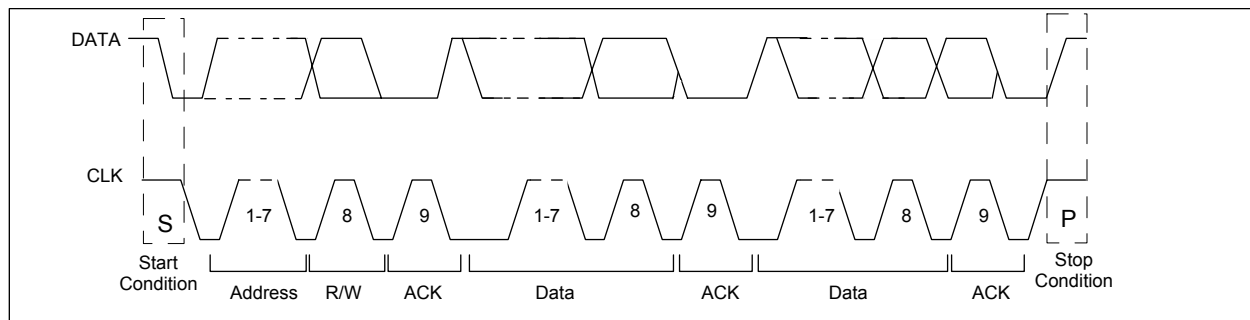 DATA
CLK
S
1-7
8
9
1-7
8
9
1-7
8
9
P
Start
Condition
Address
R/W
ACK
Data
ACK
Data
ACK
Stop
Condition